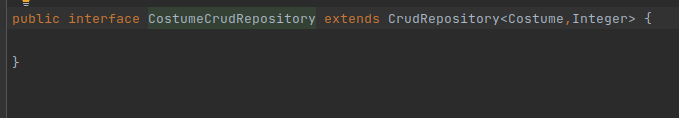 public interface CostumeCrudRepository extends CrudRepository<Costume,Integer> {
}